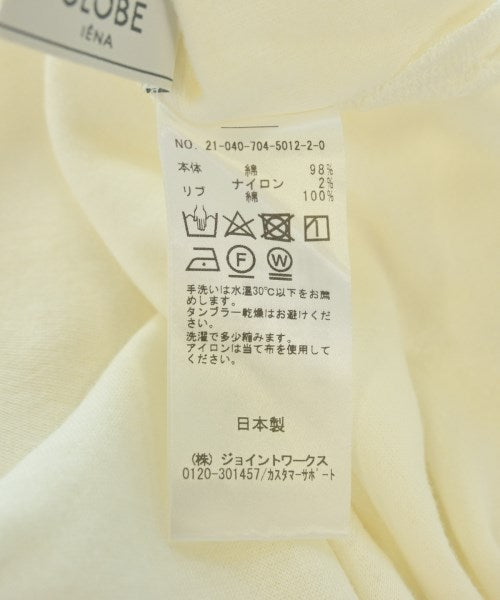 GLOBE
IÉNA
NO. 21-040-704-5012-2-0
本体 綿 98%
ナイロン 2%
リブ 綿 100%
F W
手洗いは水温30℃以下をお薦
めします。
タンブラー乾燥はお避けくだ
さい。
洗濯で多少縮みます。
アイロンは当て布を使用して
ください。
日本製
(株) ジョイントワークス
0120-301457/カスタマーサポート